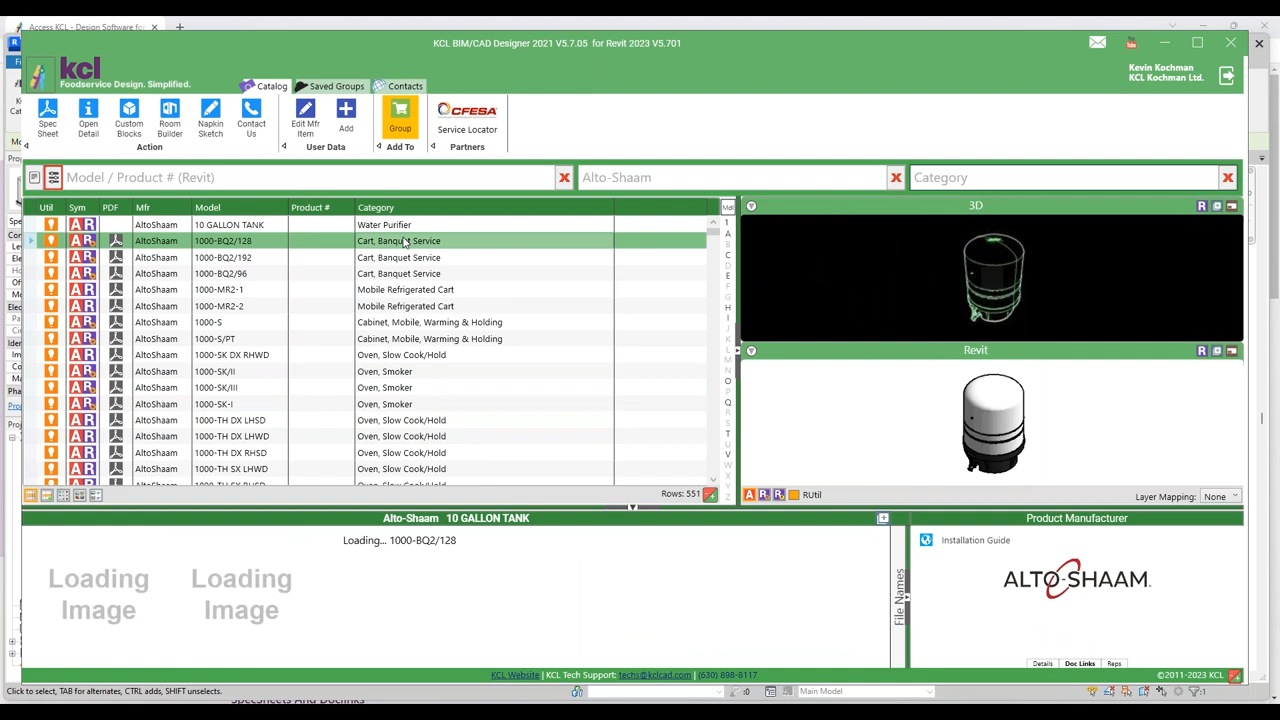 Access KCL - Design Software for
KCL BIM/CAD Designer 2021 V5.7.05 for Revit 2023 V5.701
kcl
Foodservice Design. Simplified.
Kevin Kochman
KCL Kochman Ltd.
Catalog Saved Groups Contacts
Spec Sheet Open Detail Custom Blocks Room Builder Napkin Sketch Contact Us Edit Mfr Item Add Group CFESA Service Locator
Action User Data Add To Partners
Model / Product # (Revit) Alto-Shaam Category
Util Sym PDF Mfr Model Product # Category Mdl 3D
AltoShaam 10 GALLON TANK Water Purifier
AltoShaam 1000-BQ2/128 Cart, Banquet Service
AltoShaam 1000-BQ2/192 Cart, Banquet Service
AltoShaam 1000-BQ2/96 Cart, Banquet Service
AltoShaam 1000-MR2-1 Mobile Refrigerated Cart
AltoShaam 1000-MR2-2 Mobile Refrigerated Cart
AltoShaam 1000-S Cabinet, Mobile, Warming & Holding
AltoShaam 1000-S/PT Cabinet, Mobile, Warming & Holding
AltoShaam 1000-SK DX RHWD Oven, Slow Cook/Hold
AltoShaam 1000-SK/II Oven, Smoker
AltoShaam 1000-SK/III Oven, Smoker
AltoShaam 1000-SK-I Oven, Smoker
AltoShaam 1000-TH DX LHSD Oven, Slow Cook/Hold
AltoShaam 1000-TH DX LHWD Oven, Slow Cook/Hold
AltoShaam 1000-TH DX RHSD Oven, Slow Cook/Hold
AltoShaam 1000-TH SX LHWD Oven, Slow Cook/Hold
Revit
Rows: 551
RUtil
Layer Mapping: None
Alto-Shaam 10 GALLON TANK
Loading... 1000-BQ2/128
Loading Image Loading Image
File Names
Product Manufacturer
Installation Guide
ALTO-SHAAM.
Details Doc Links Reps
KCL Website | KCL Tech Support: techs@kclcad.com | (630) 898-8117
©2011-2023 KCL
Click to select, TAB for alternates, CTRL adds, SHIFT unselects.
:0
Main Model
:1